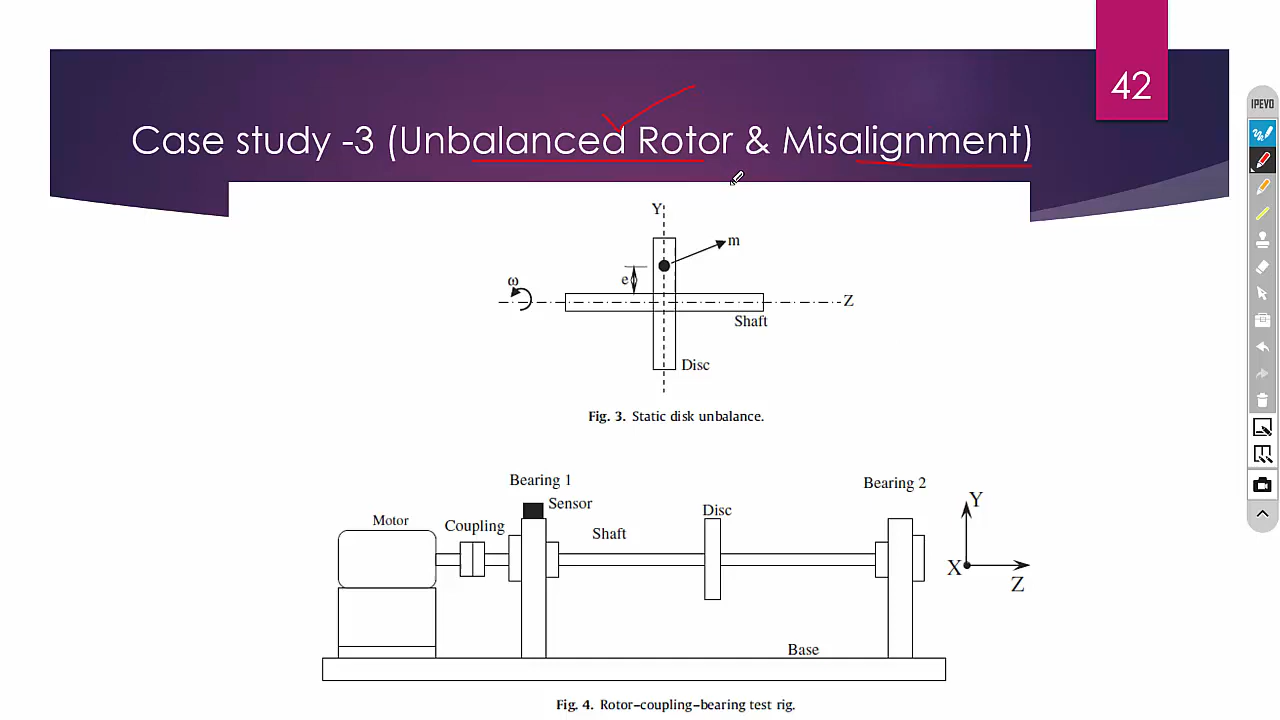 42
IPEVO
Case study -3 (Unbalanced Rotor & Misalignment)
Y
m
e
ω
Z
Shaft
Disc
Fig. 3. Static disk unbalance.
Bearing 1
Bearing 2
Sensor
Y
Motor
Coupling
Disc
Shaft
X
Z
Base
Fig. 4. Rotor–coupling–bearing test rig.